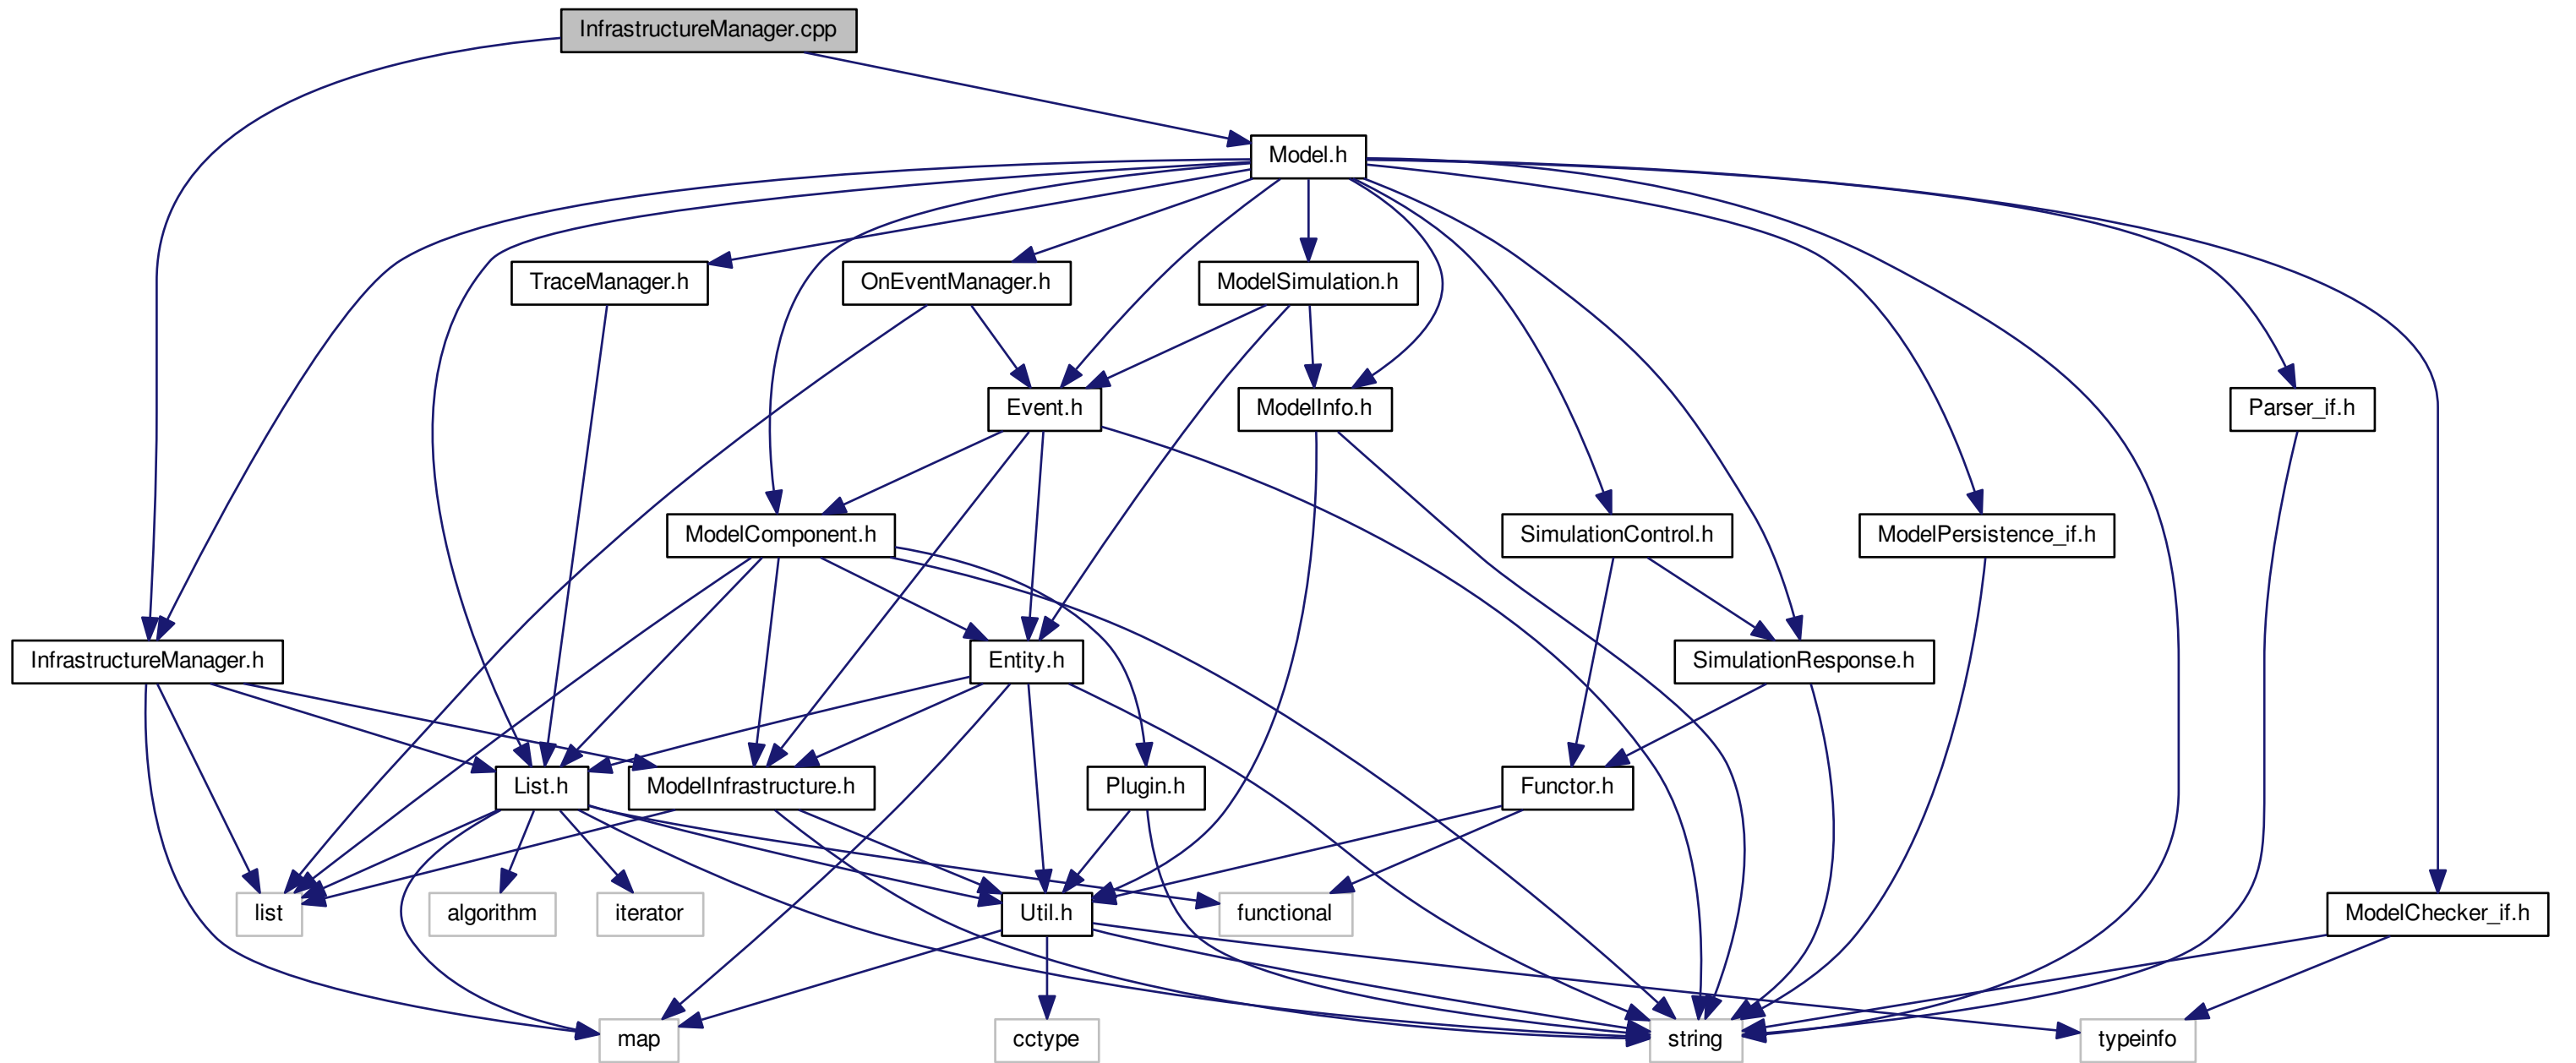 InfrastructureManager.cpp
Model.h
TraceManager.h
OnEventManager.h
ModelSimulation.h
Event.h
ModelInfo.h
Parser_if.h
ModelComponent.h
SimulationControl.h
ModelPersistence_if.h
InfrastructureManager.h
Entity.h
SimulationResponse.h
List.h
ModelInfrastructure.h
Plugin.h
Functor.h
list
algorithm
iterator
Util.h
functional
ModelChecker_if.h
map
cctype
string
typeinfo